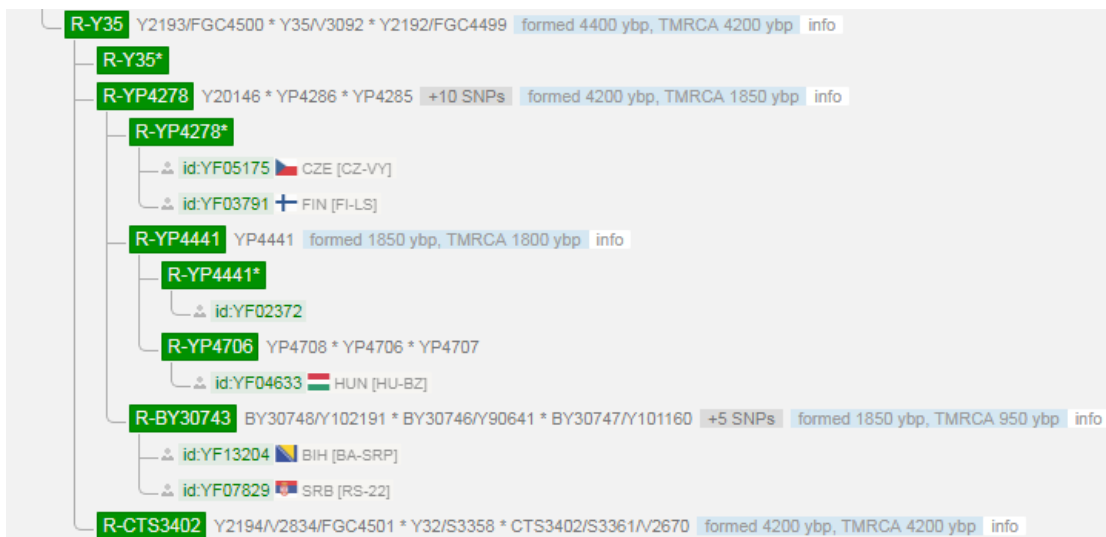 R-Y35 Y2193/FGC4500 * Y35/V3092 * Y2192/FGC4499 formed 4400 ybp, TMRCA 4200 ybp info
R-Y35*
R-YP4278 Y20146 * YP4286 * YP4285 +10 SNPs formed 4200 ybp, TMRCA 1850 ybp info
R-YP4278*
id:YF05175 CZE [CZ-VY]
id:YF03791 FIN [FI-LS]
R-YP4441 YP4441 formed 1850 ybp, TMRCA 1800 ybp info
R-YP4441*
id:YF02372
R-YP4706 YP4708 * YP4706 * YP4707
id:YF04633 HUN [HU-BZ]
R-BY30743 BY30748/Y102191 * BY30746/Y90641 * BY30747/Y101160 +5 SNPs formed 1850 ybp, TMRCA 950 ybp info
id:YF13204 BIH [BA-SRP]
id:YF07829 SRB [RS-22]
R-CTS3402 Y2194/V2834/FGC4501 * Y32/S3358 * CTS3402/S3361/V2670 formed 4200 ybp, TMRCA 4200 ybp info